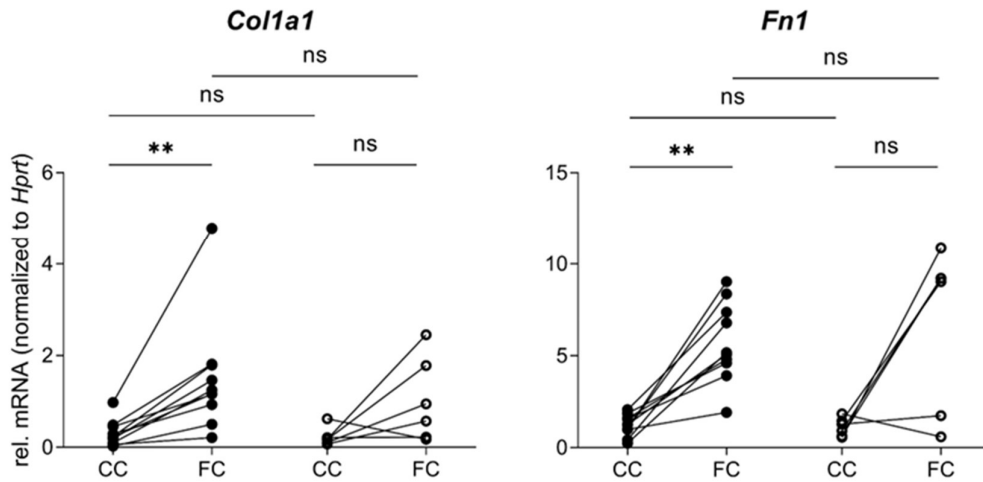 Col1a1
ns
ns
**
ns
rel. mRNA (normalized to Hprt)
6
4
2
0
CC
FC
CC
FC
Fn1
ns
ns
**
ns
15
10
5
0
CC
FC
CC
FC